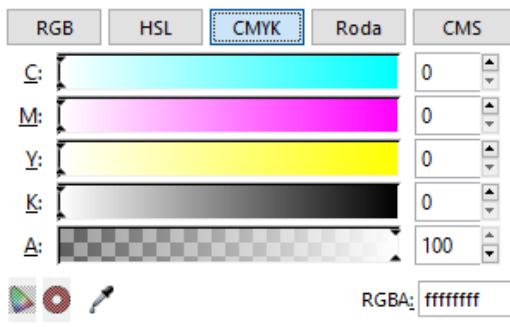 RGB HSL CMYK Roda CMS
C: 0
M: 0
Y: 0
K: 0
A: 100
RGBA: ffffffff